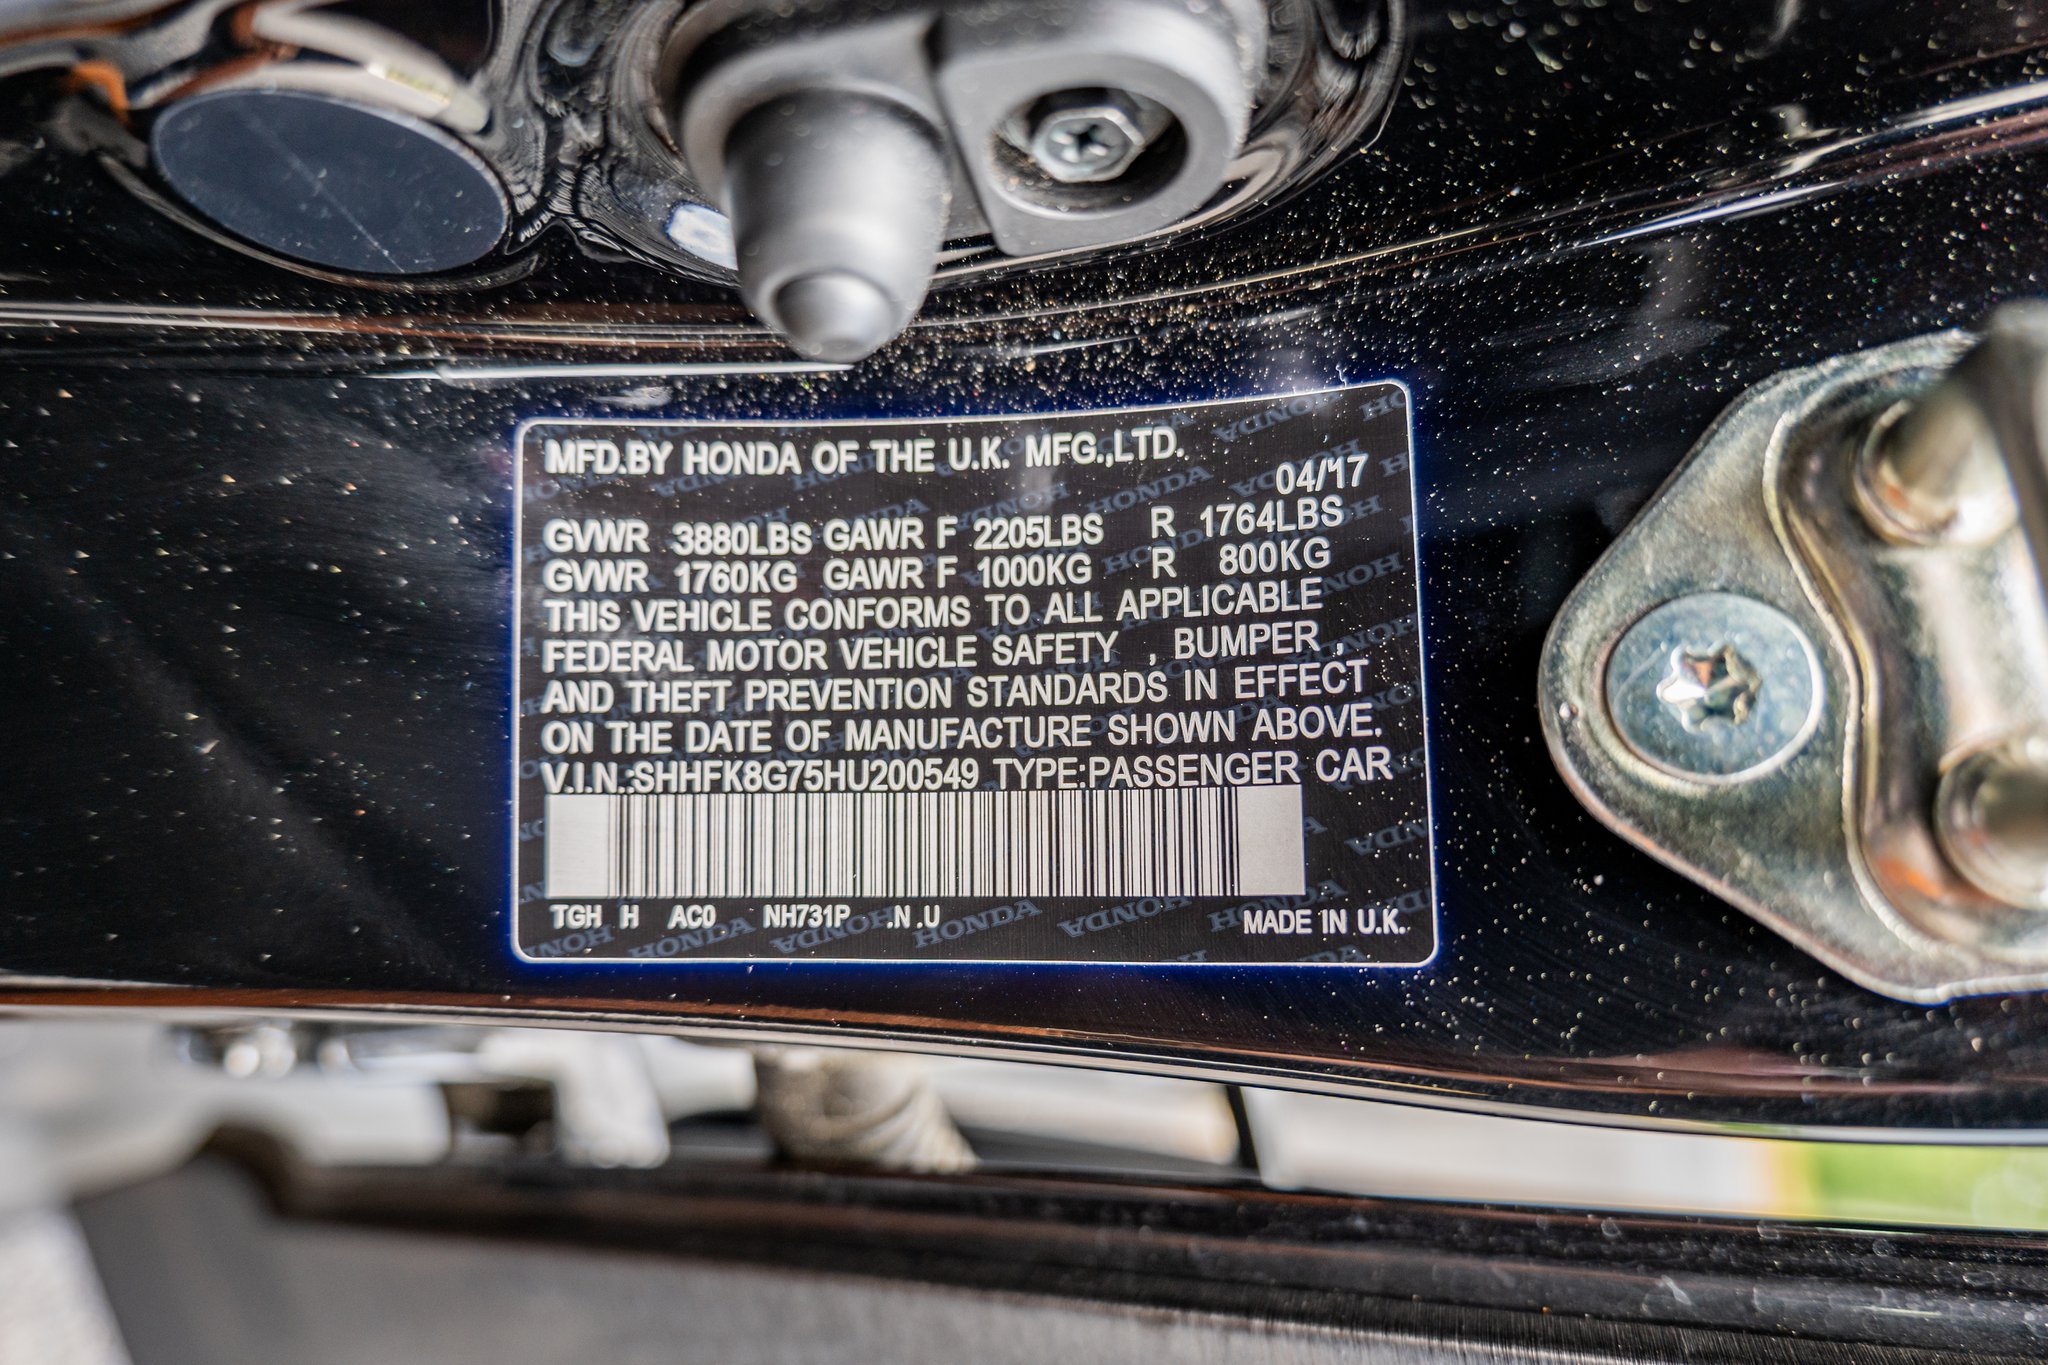 MFD.BY HONDA OF THE U.K. MFG.,LTD.
04/17
GVWR 3880LBS GAWR F 2205LBS R 1764LBS
GVWR 1760KG GAWR F 1000KG R 800KG
THIS VEHICLE CONFORMS TO ALL APPLICABLE
FEDERAL MOTOR VEHICLE SAFETY , BUMPER ,
AND THEFT PREVENTION STANDARDS IN EFFECT
ON THE DATE OF MANUFACTURE SHOWN ABOVE.
V.I.N.:SHHFK8G75HU200549 TYPE:PASSENGER CAR
TGH H AC0 NH731P .N .U MADE IN U.K.